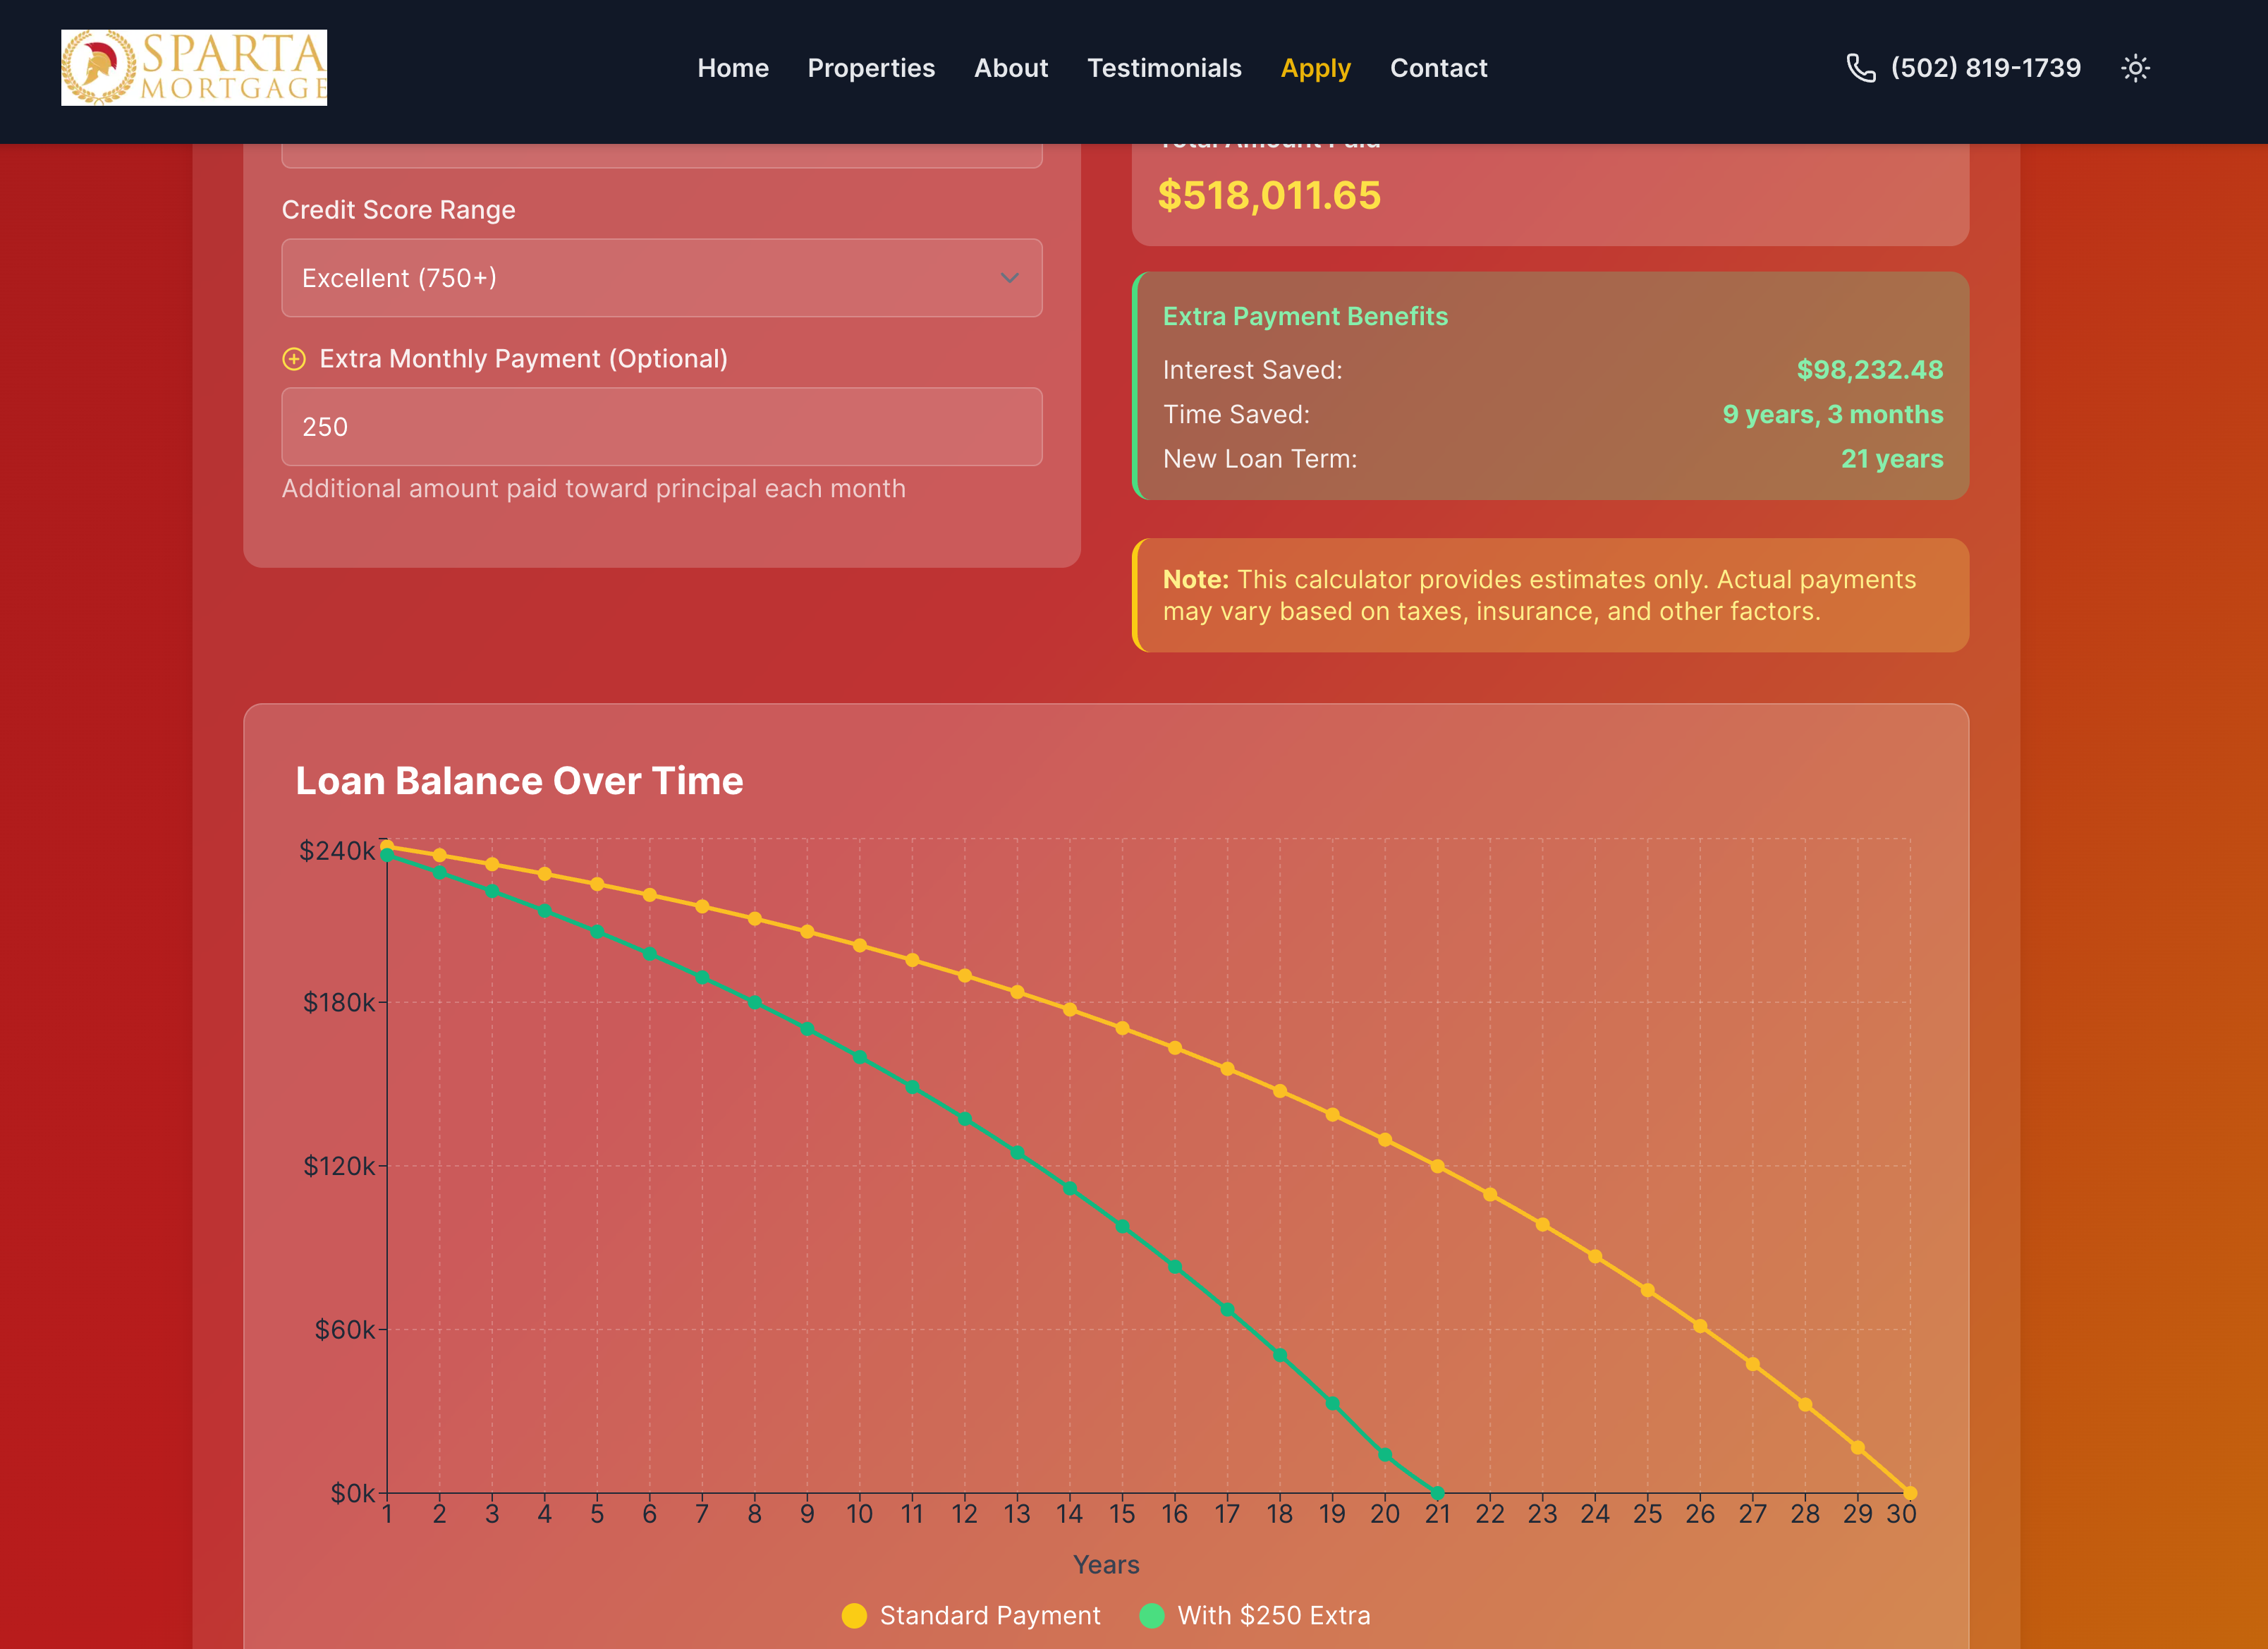 SPARTA
MORTGAGE
Home Properties About Testimonials Apply Contact
(502) 819-1739
Credit Score Range
Excellent (750+)
Extra Monthly Payment (Optional)
250
Additional amount paid toward principal each month
Total Amount Paid
$518,011.65
Extra Payment Benefits
Interest Saved: $98,232.48
Time Saved: 9 years, 3 months
New Loan Term: 21 years
Note: This calculator provides estimates only. Actual payments
may vary based on taxes, insurance, and other factors.
Loan Balance Over Time
$240k
$180k
$120k
$60k
$0k
1 2 3 4 5 6 7 8 9 10 11 12 13 14 15 16 17 18 19 20 21 22 23 24 25 26 27 28 29 30
Years
Standard Payment With $250 Extra